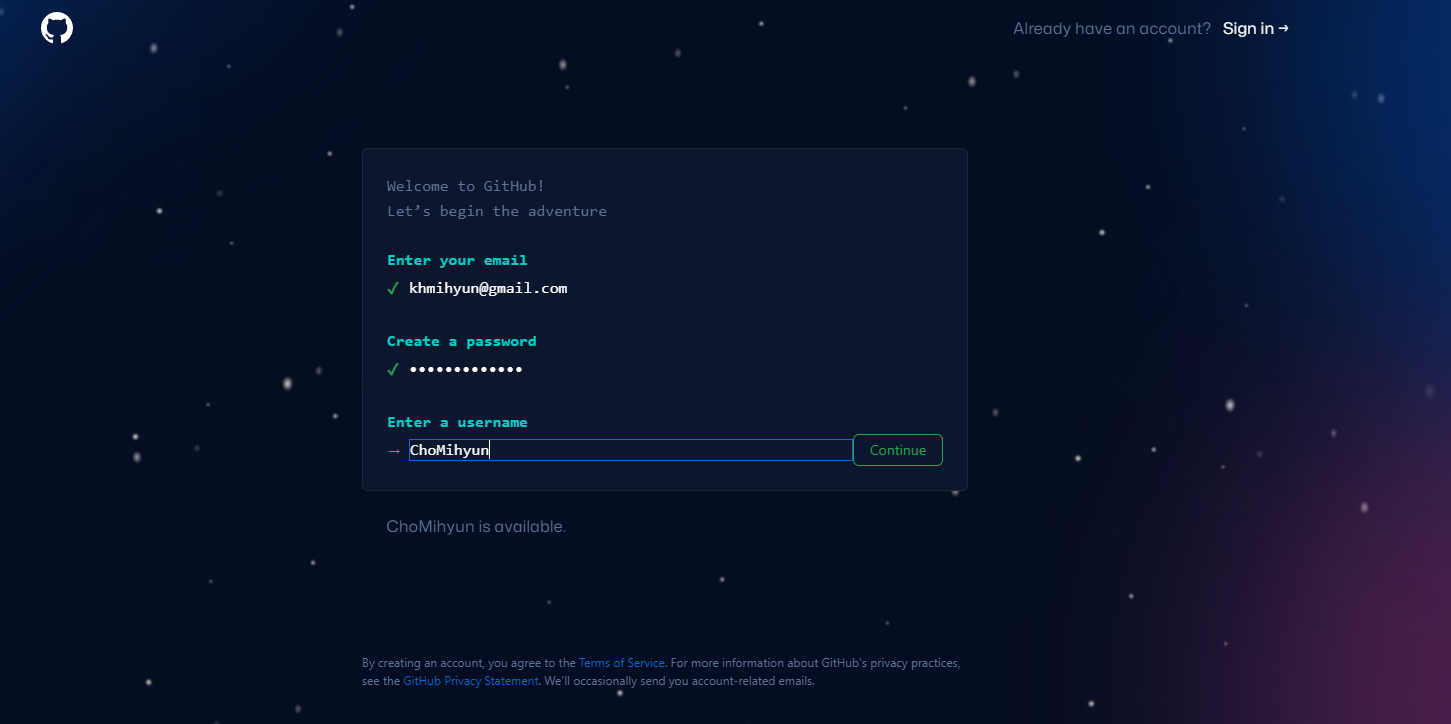 Already have an account? Sign in →
Welcome to GitHub!
Let’s begin the adventure
Enter your email
✓ khmihyun@gmail.com
Create a password
✓ •••••••••••••
Enter a username
→ ChoMihyun Continue
ChoMihyun is available.
By creating an account, you agree to the Terms of Service. For more information about GitHub's privacy practices,
see the GitHub Privacy Statement. We'll occasionally send you account-related emails.